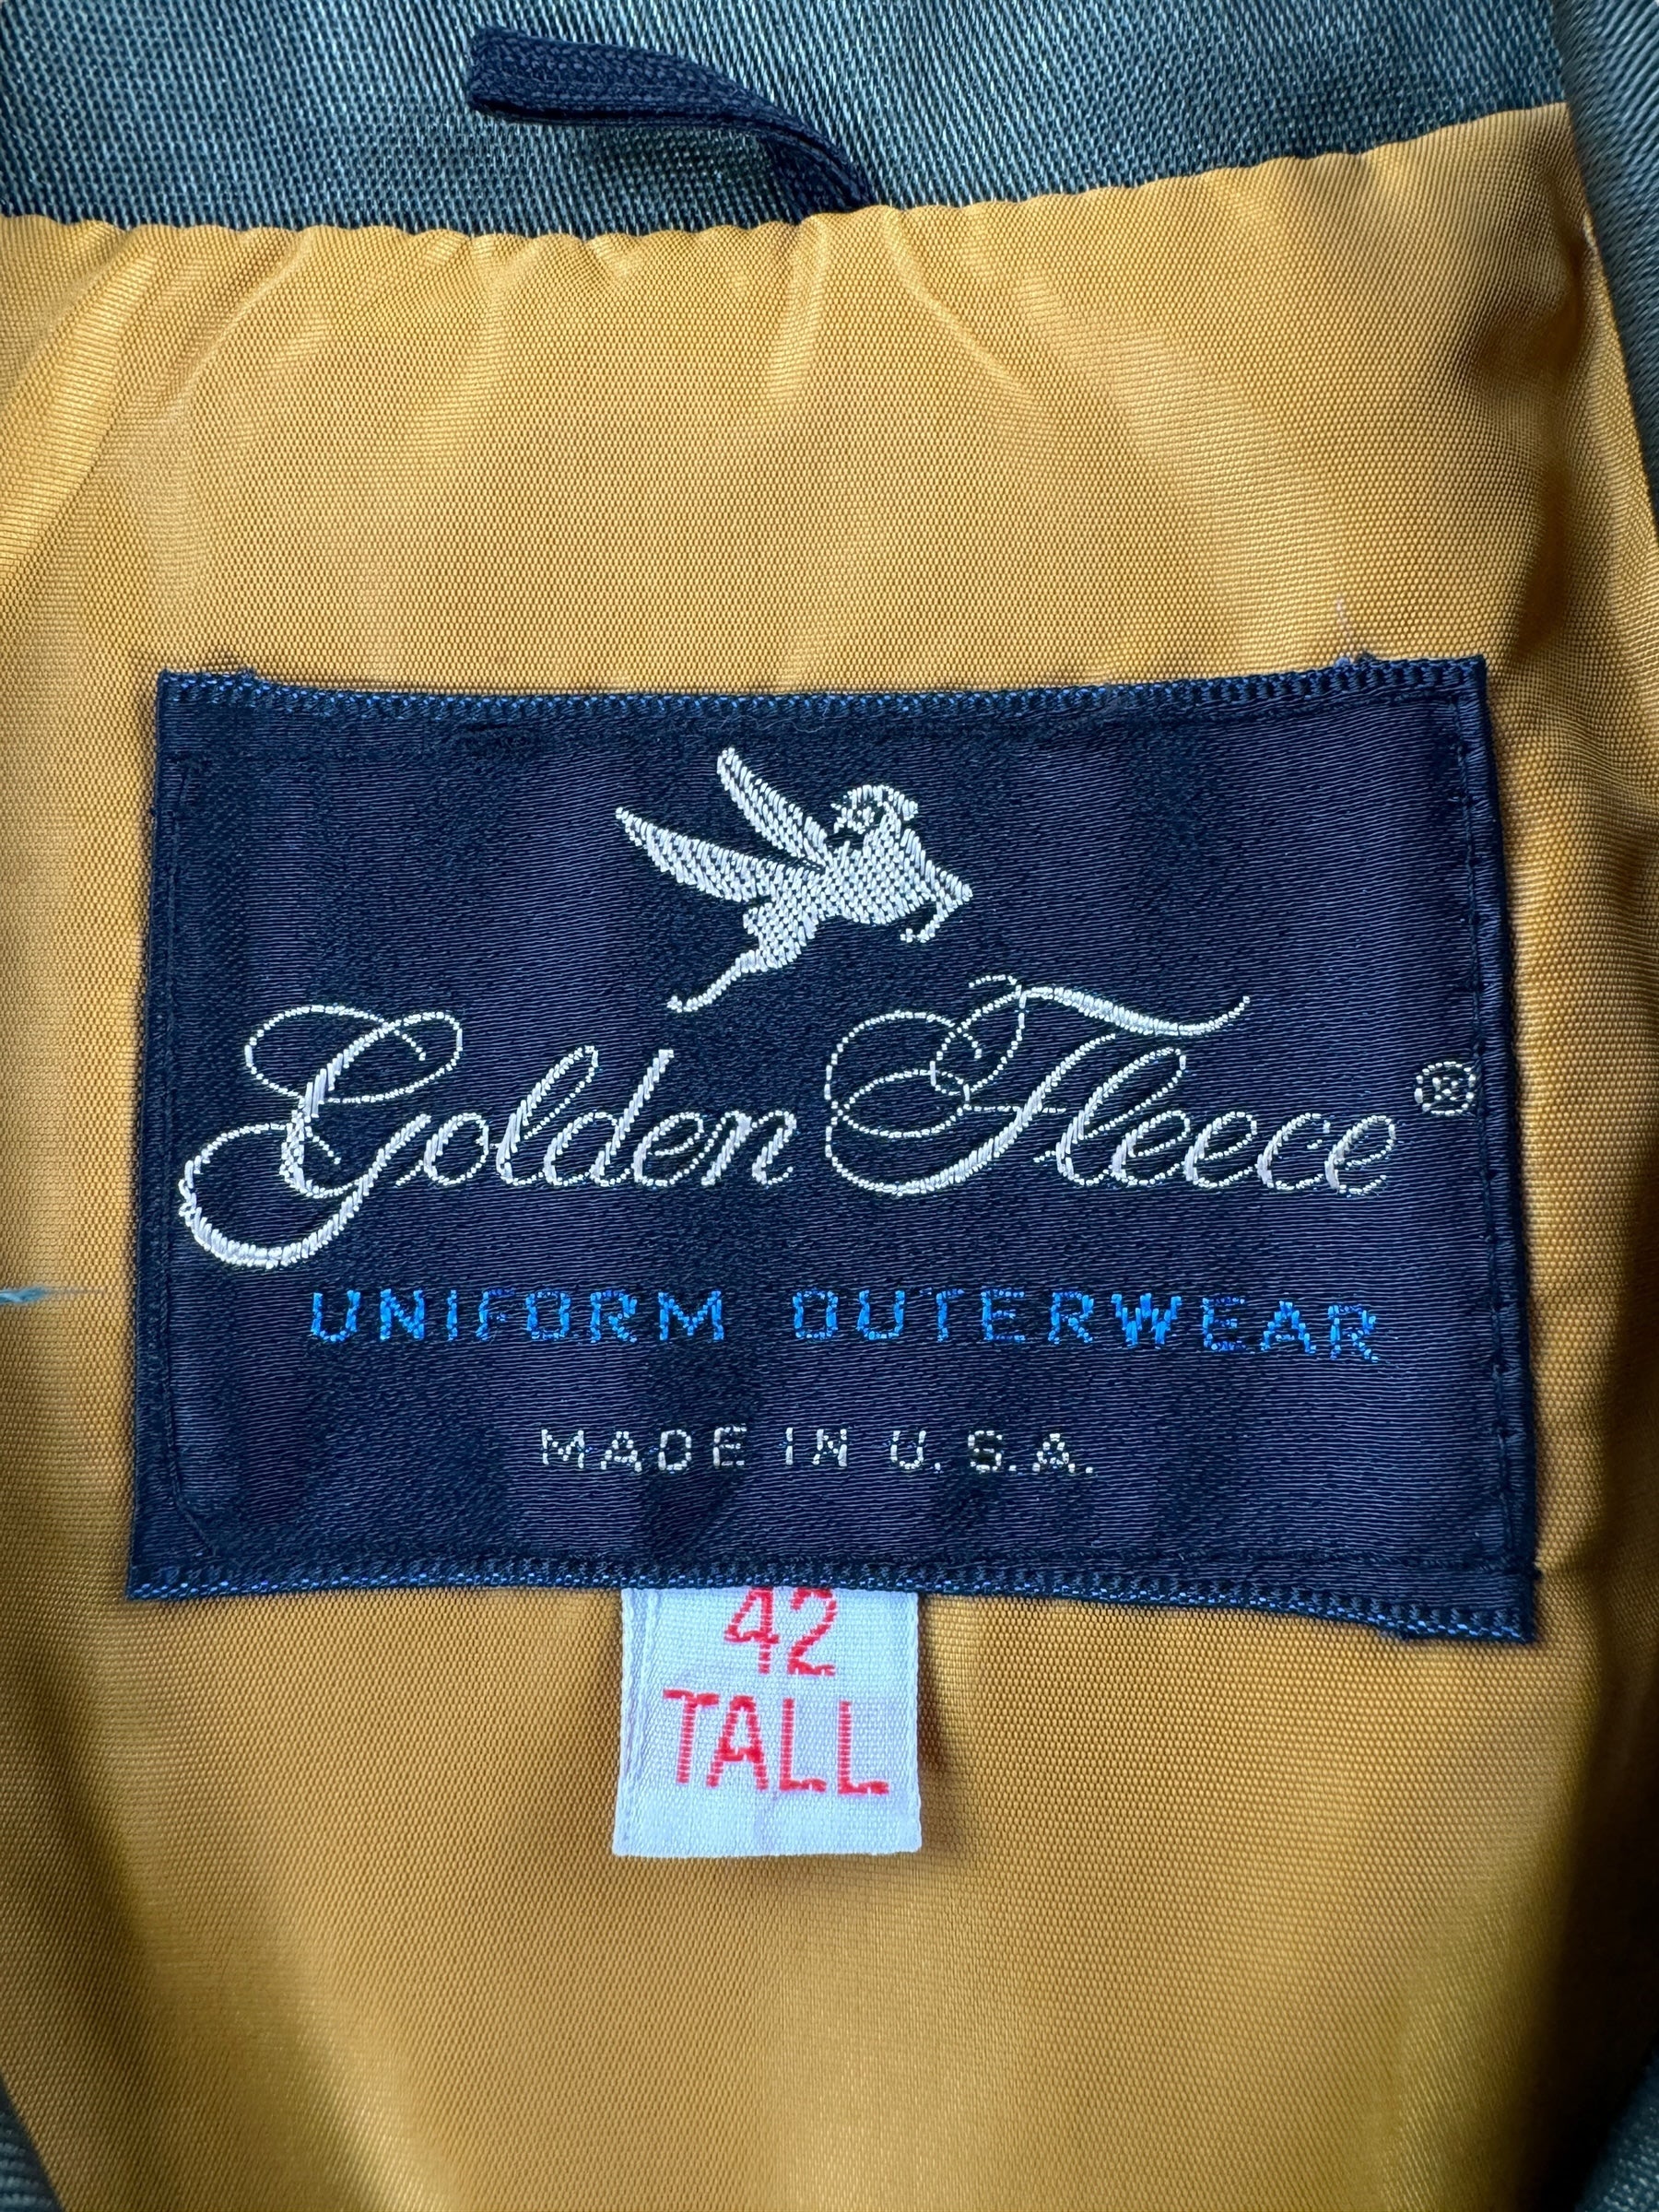 Golden Fleece®
UNIFORM OUTERWEAR
MADE IN U.S.A.
42
TALL